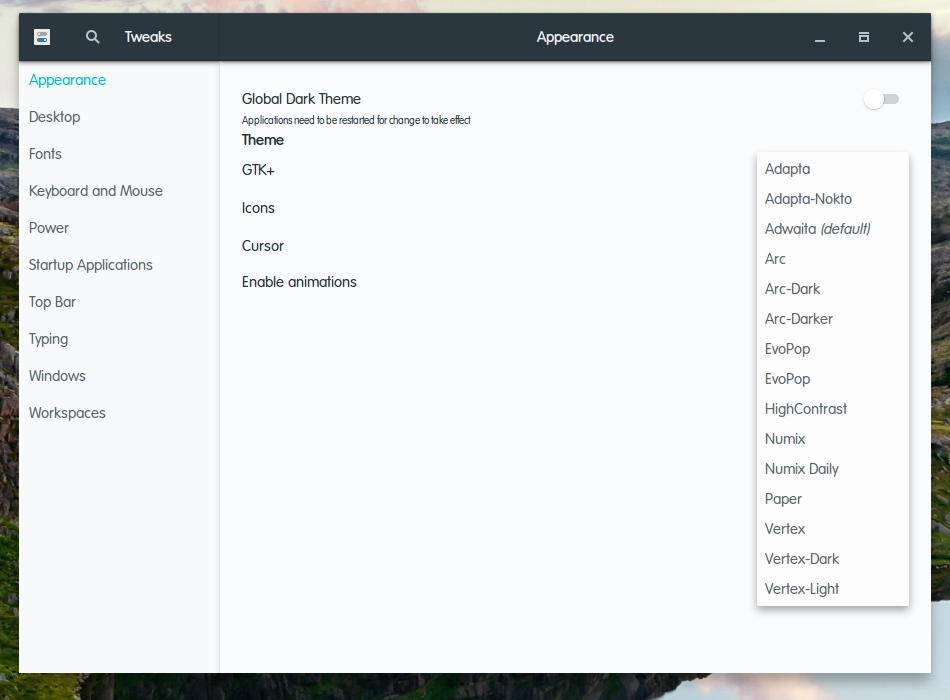 Tweaks
Appearance
Appearance
Desktop
Fonts
Keyboard and Mouse
Power
Startup Applications
Top Bar
Typing
Windows
Workspaces
Global Dark Theme
Applications need to be restarted for change to take effect
Theme
GTK+
Icons
Cursor
Enable animations
Adapta
Adapta-Nokto
Adwaita (default)
Arc
Arc-Dark
Arc-Darker
EvoPop
EvoPop
HighContrast
Numix
Numix Daily
Paper
Vertex
Vertex-Dark
Vertex-Light